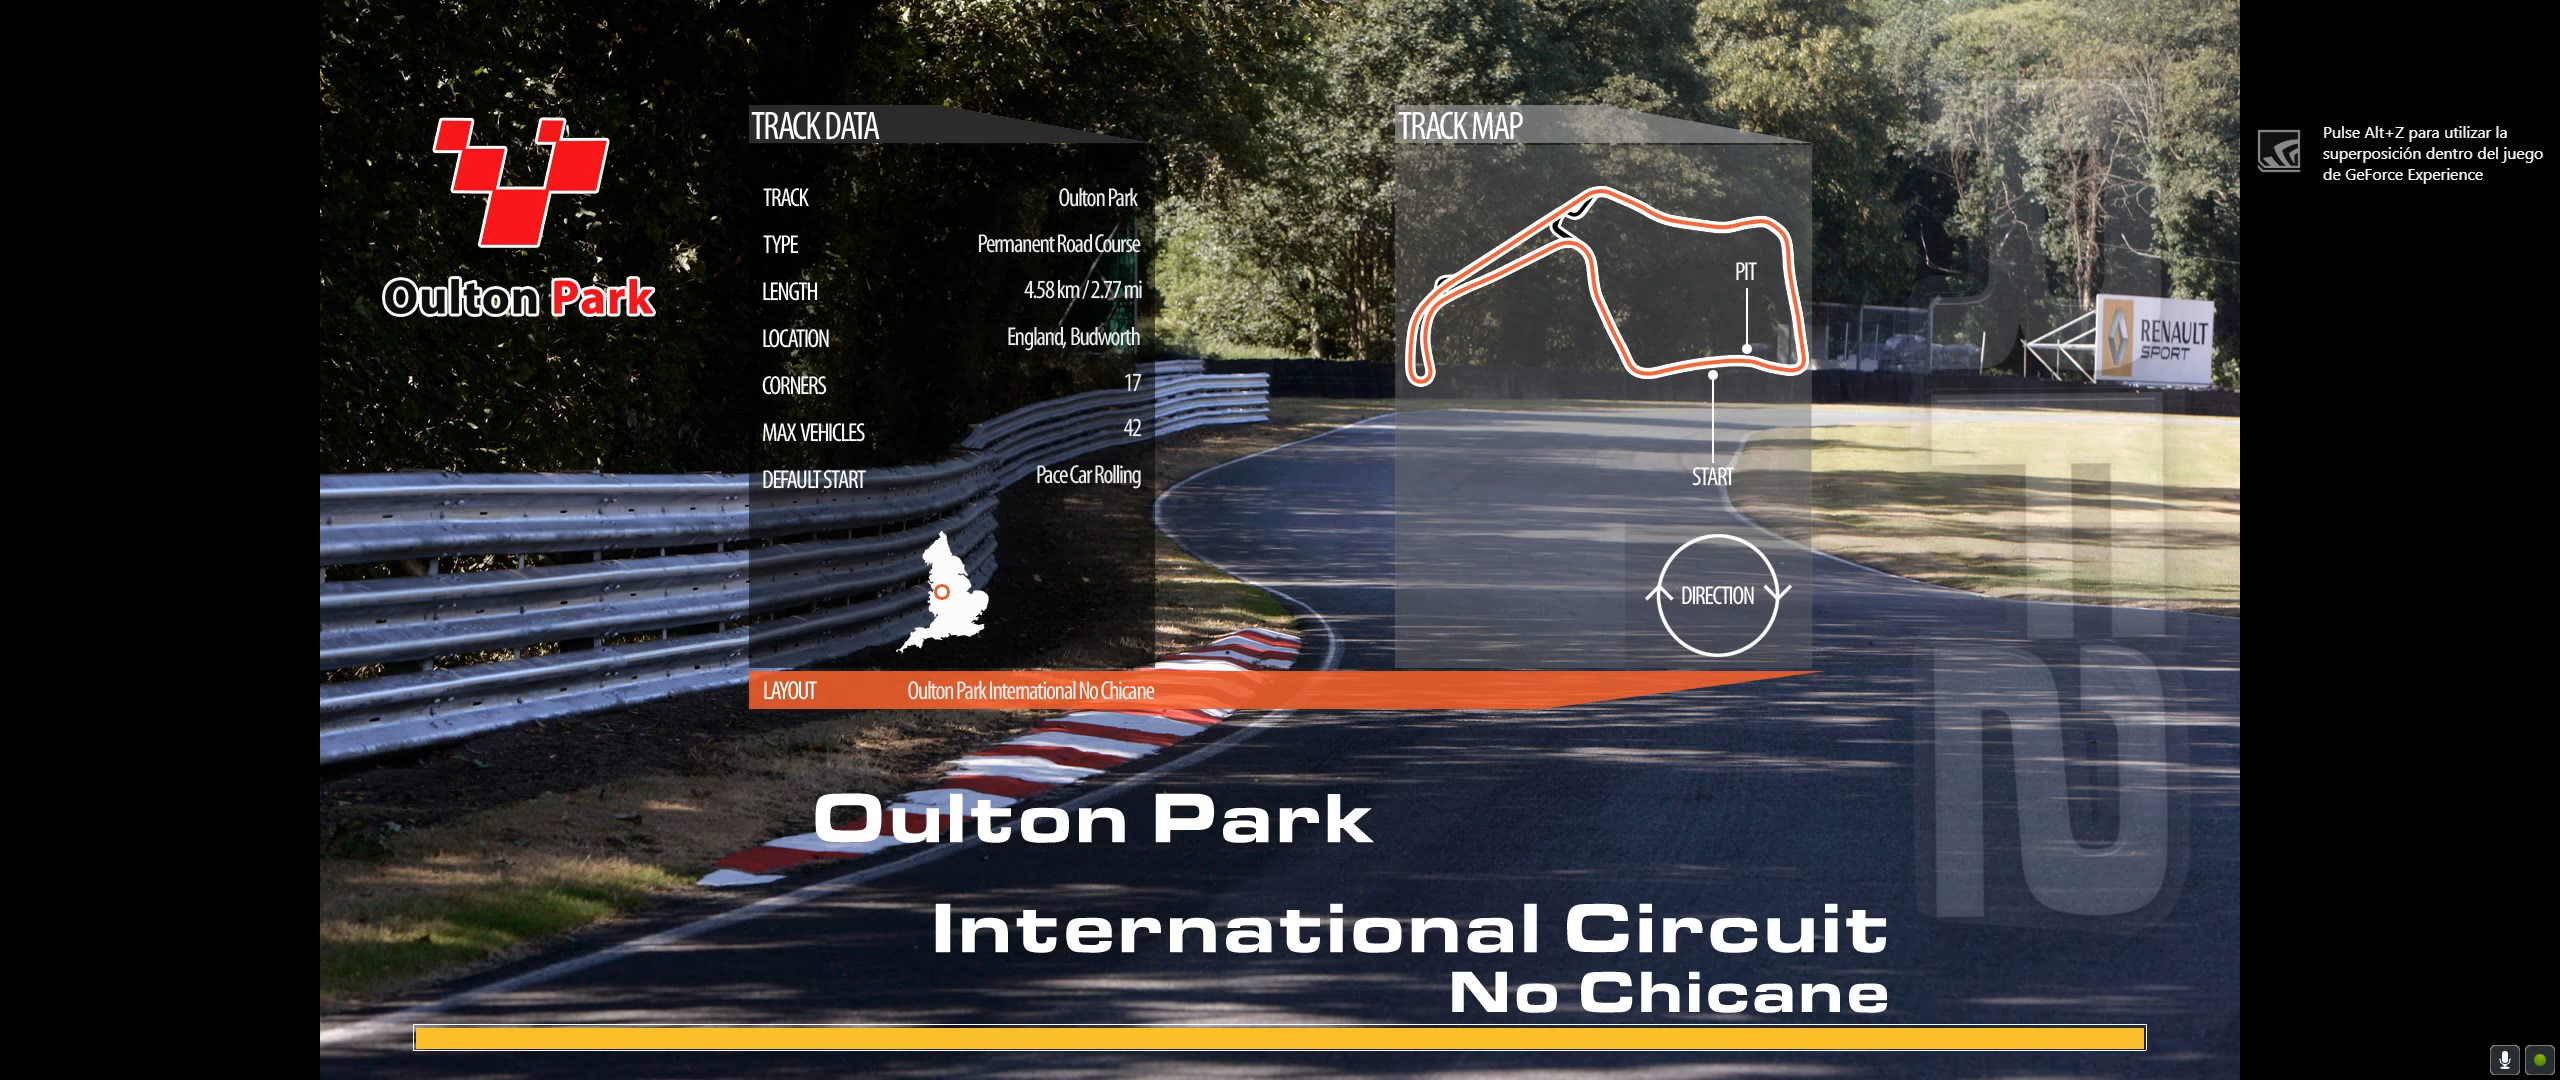 TRACK DATA
TRACK Oulton Park
TYPE Permanent Road Course
LENGTH 4.58 km / 2.77 mi
LOCATION England, Budworth
CORNERS 17
MAX VEHICLES 42
DEFAULT START Pace Car Rolling
LAYOUT Oulton Park International No Chicane
Oulton Park
TRACK MAP
PIT
START
DIRECTION
RENAULT
SPORT
Pulse Alt+Z para utilizar la
superposición dentro del juego
de GeForce Experience
Oulton Park
International Circuit
No Chicane